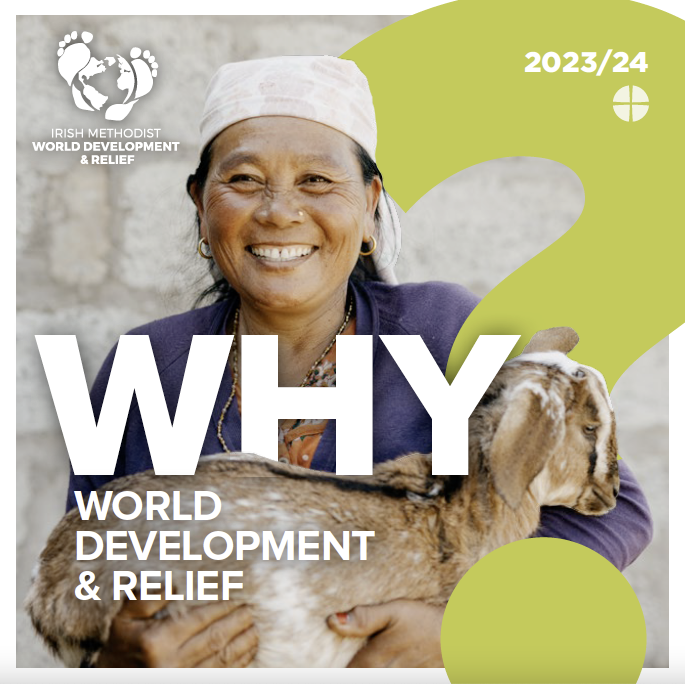 IRISH METHODIST
WORLD DEVELOPMENT
& RELIEF
2023/24
WHY
WORLD
DEVELOPMENT
& RELIEF